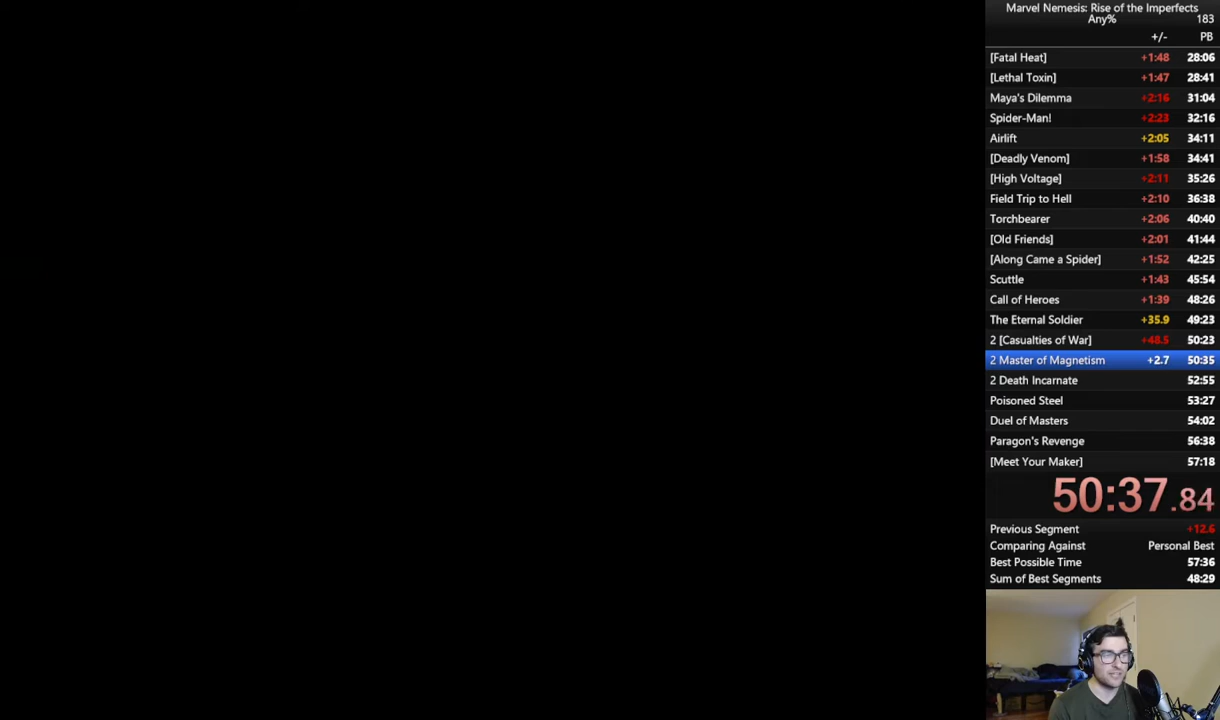 Marvel Nemesis: Rise of the Imperfects
Any% 183
+/- PB
[Fatal Heat] +1:48 28:06
[Lethal Toxin] +1:47 28:41
Maya's Dilemma +2:16 31:04
Spider-Man! +2:23 32:16
Airlift +2:05 34:11
[Deadly Venom] +1:58 34:41
[High Voltage] +2:11 35:26
Field Trip to Hell +2:10 36:38
Torchbearer +2:06 40:40
[Old Friends] +2:01 41:44
[Along Came a Spider] +1:52 42:25
Scuttle +1:43 45:54
Call of Heroes +1:39 48:26
The Eternal Soldier +35.9 49:23
2 [Casualties of War] +48.5 50:23
2 Master of Magnetism +2.7 50:35
2 Death Incarnate 52:55
Poisoned Steel 53:27
Duel of Masters 54:02
Paragon's Revenge 56:38
[Meet Your Maker] 57:18
50:37.84
Previous Segment +12.6
Comparing Against Personal Best
Best Possible Time 57:36
Sum of Best Segments 48:29